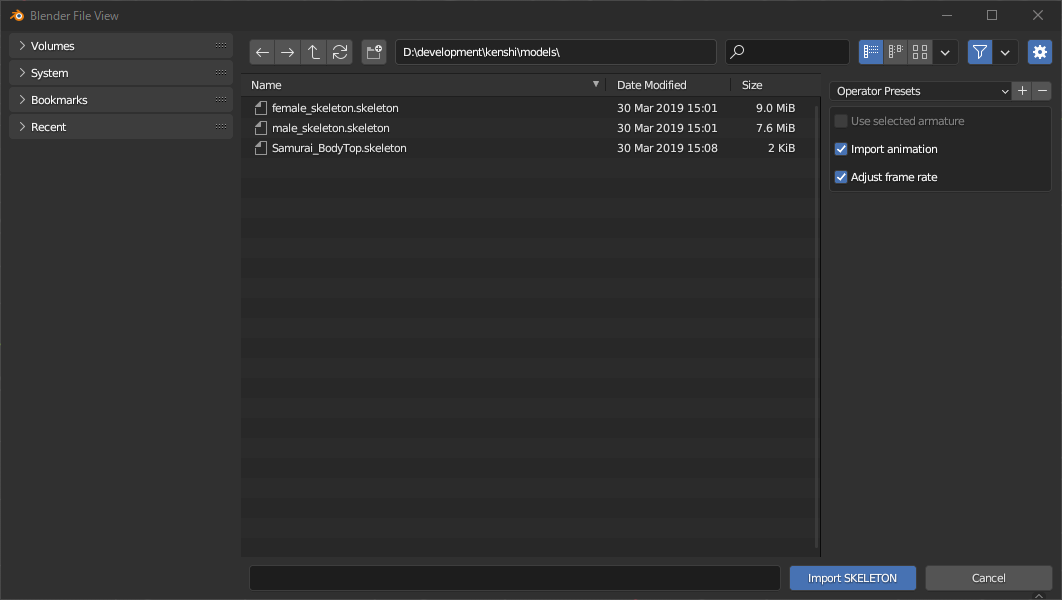 Blender File View
Volumes
System
Bookmarks
Recent
D:\development\kenshi\models\
Name Date Modified Size
female_skeleton.skeleton 30 Mar 2019 15:01 9.0 MiB
male_skeleton.skeleton 30 Mar 2019 15:01 7.6 MiB
Samurai_BodyTop.skeleton 30 Mar 2019 15:08 2 KiB
Operator Presets
Use selected armature
Import animation
Adjust frame rate
Import SKELETON Cancel